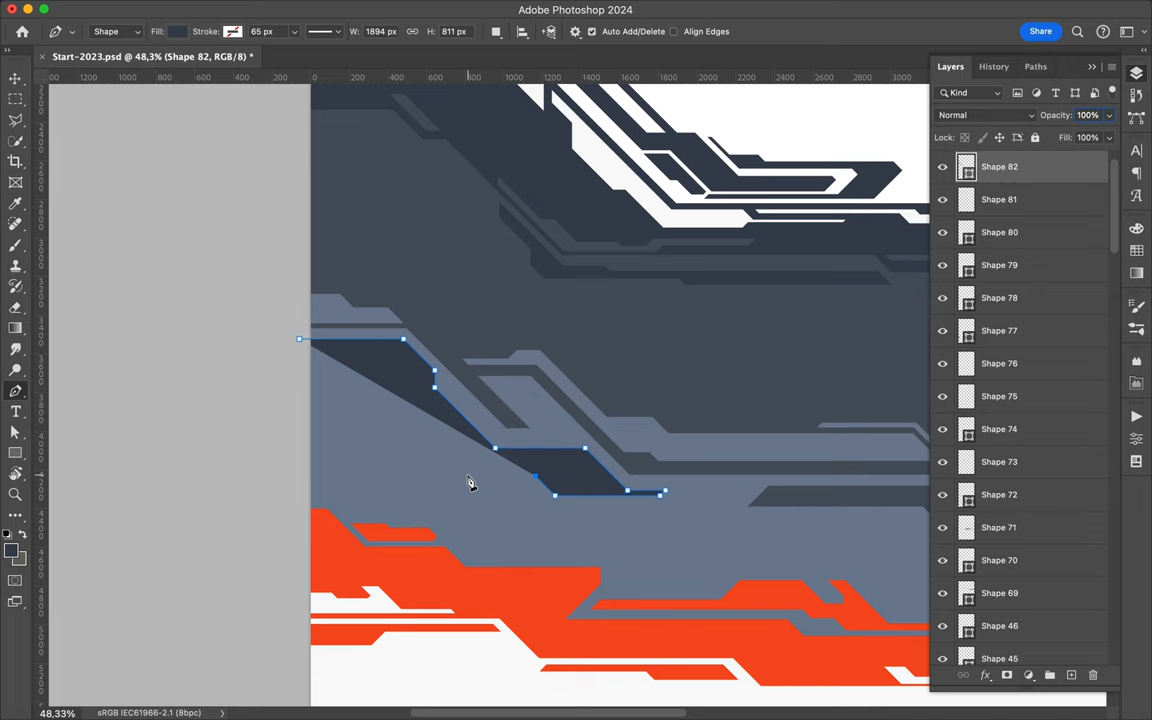 Adobe Photoshop 2024
Shape Fill: Stroke: 65 px W: 1894 px H: 811 px Auto Add/Delete Align Edges Share
Start-2023.psd @ 48,3% (Shape 82, RGB/8) *
Layers History Paths
00 1200 1000 800 600 400 200 0 200 400 600 800 1000 1200 1400 1600 1800 2000 2200 2400 2600 2800 3000
Kind
Normal Opacity: 100%
Lock: Fill: 100%
Shape 82
Shape 81
Shape 80
Shape 79
Shape 78
Shape 77
Shape 76
Shape 75
Shape 74
Shape 73
Shape 72
Shape 71
Shape 70
Shape 69
Shape 46
Shape 45
fx
48,33% sRGB IEC61966-2.1 (8bpc)